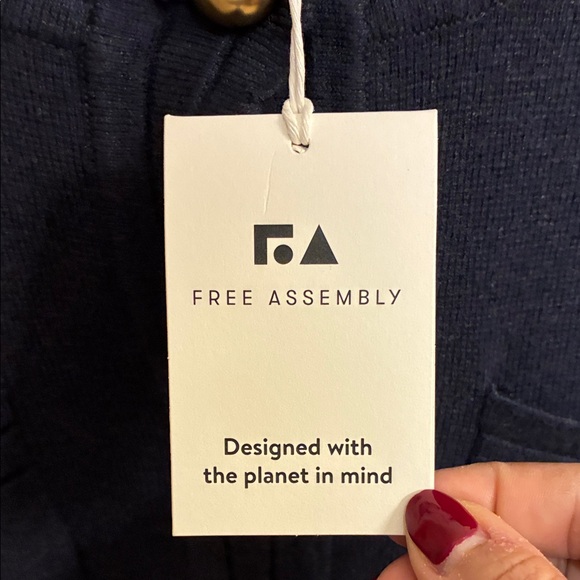 FREE ASSEMBLY
Designed with
the planet in mind